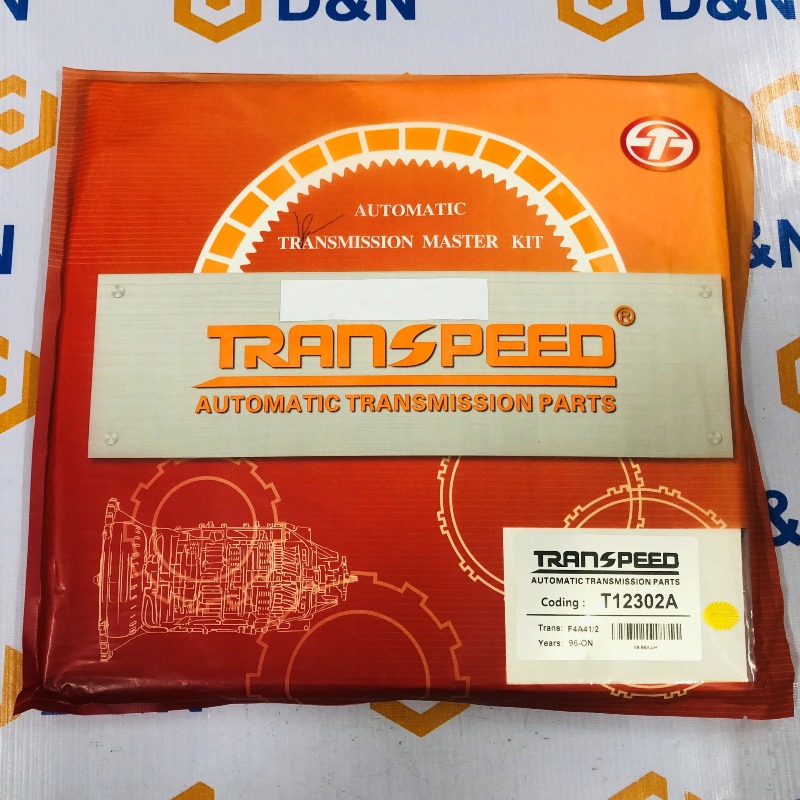 D&N
D&N
AUTOMATIC
TRANSMISSION MASTER KIT
&N
TRANSPEED®
AUTOMATIC TRANSMISSION PARTS
TRANSPEED
AUTOMATIC TRANSMISSION PARTS
Coding : T12302A
Trans: F4A41/2
Years: 96-ON
D&N